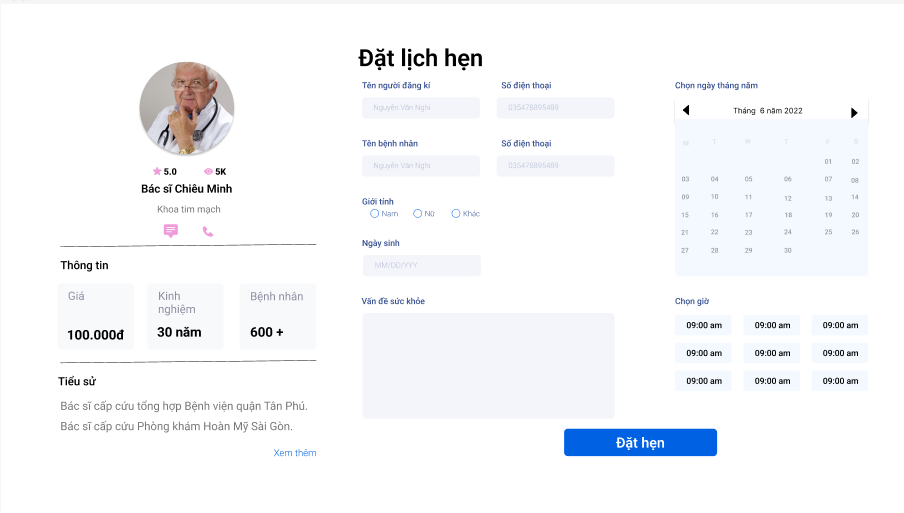 5.0 5K
Bác sĩ Chiêu Minh
Khoa tim mạch
Thông tin
Giá
100.000đ
Kinh
nghiệm
30 năm
Bệnh nhân
600 +
Tiểu sử
Bác sĩ cấp cứu tổng hợp Bệnh viện quận Tân Phú.
Bác sĩ cấp cứu Phòng khám Hoàn Mỹ Sài Gòn.
Xem thêm
Đặt lịch hẹn
Tên người đăng kí Số điện thoại
Nguyễn Văn Nghi 035478895489
Tên bệnh nhân Số điện thoại
Nguyễn Văn Nghi 035478895489
Giới tính
Nam Nữ Khác
Ngày sinh
MM/DD/YYY
Vấn đề sức khỏe
Chọn ngày tháng năm
Tháng 6 năm 2022
M T W T F S
01 02
03 04 05 06 07 08
09 10 11 12 13 14
15 16 17 18 19 20
21 22 23 24 25 26
27 28 29 30
Chọn giờ
09:00 am 09:00 am 09:00 am
09:00 am 09:00 am 09:00 am
09:00 am 09:00 am 09:00 am
Đặt hẹn